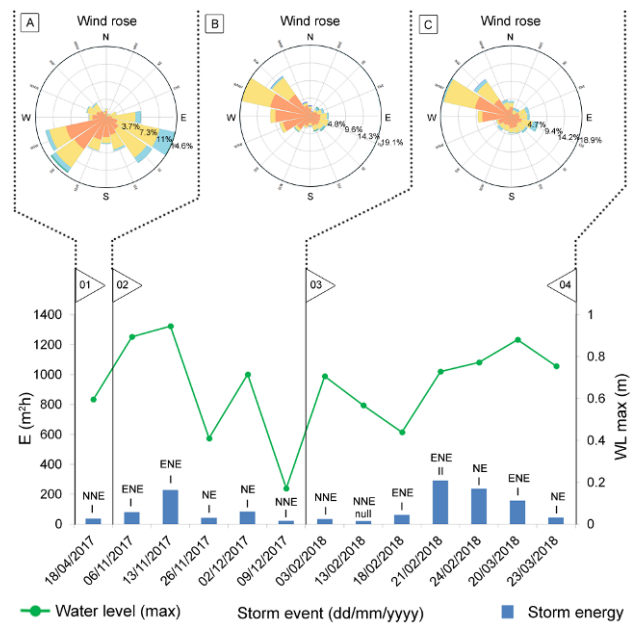 A
Wind rose
N
W
E
S
3.7%
7.3%
11%
14.6%
B
Wind rose
N
W
E
S
4.8%
9.6%
14.3%
19.1%
C
Wind rose
N
W
E
S
4.7%
9.4%
14.2%
18.9%
01
02
03
04
1400
1200
1000
800
600
400
200
0
E (m²h)
1
0.8
0.6
0.4
0.2
0
WL max (m)
NNE
I
ENE
I
ENE
I
NE
I
NE
I
NNE
I
NNE
I
NNE
null
ENE
I
ENE
II
NE
I
ENE
I
NE
I
18/04/2017
06/11/2017
13/11/2017
26/11/2017
02/12/2017
09/12/2017
03/02/2018
13/02/2018
18/02/2018
21/02/2018
24/02/2018
20/03/2018
23/03/2018
Water level (max)
Storm event (dd/mm/yyyy)
Storm energy